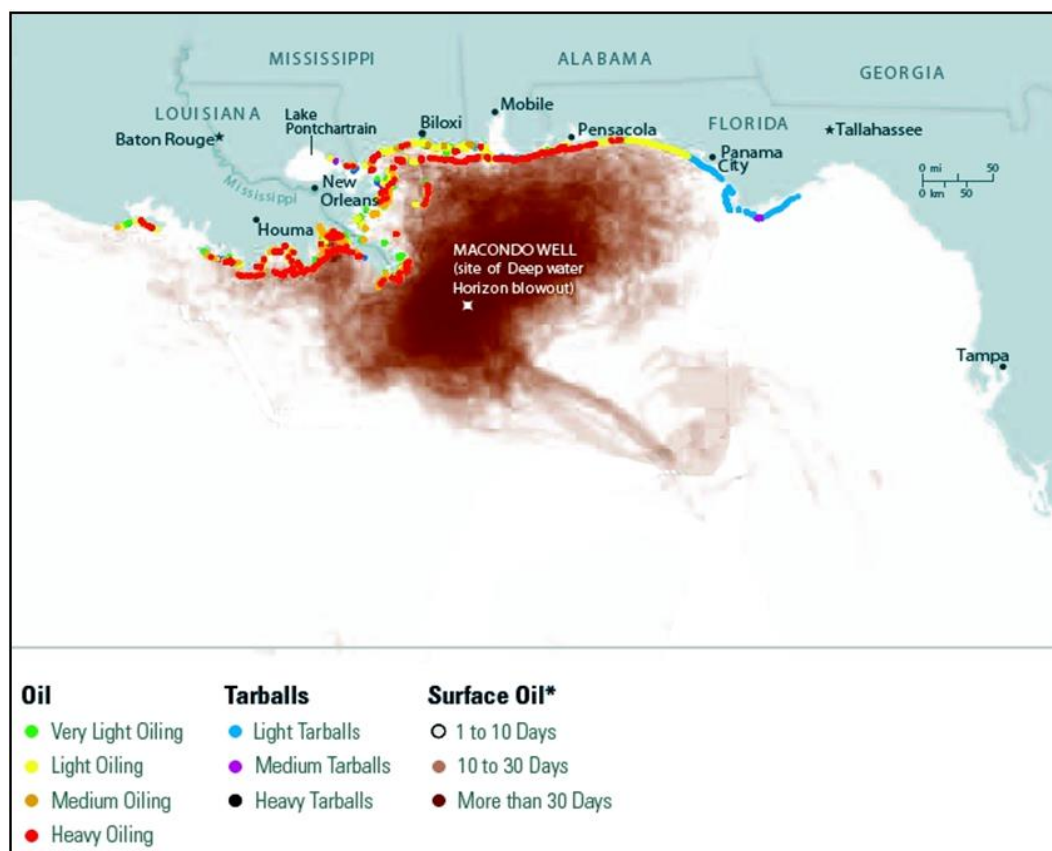 MISSISSIPPI
ALABAMA
GEORGIA
LOUISIANA
Lake
Pontchartrain
Biloxi
Mobile
Pensacola
FLORIDA
Tallahassee
Baton Rouge
Panama
City
0 mi 50
0 km 50
New
Orleans
Mississippi
Houma
MACONDO WELL
(site of Deep water
Horizon blowout)
Tampa
Oil
Very Light Oiling
Light Oiling
Medium Oiling
Heavy Oiling
Tarballs
Light Tarballs
Medium Tarballs
Heavy Tarballs
Surface Oil*
1 to 10 Days
10 to 30 Days
More than 30 Days